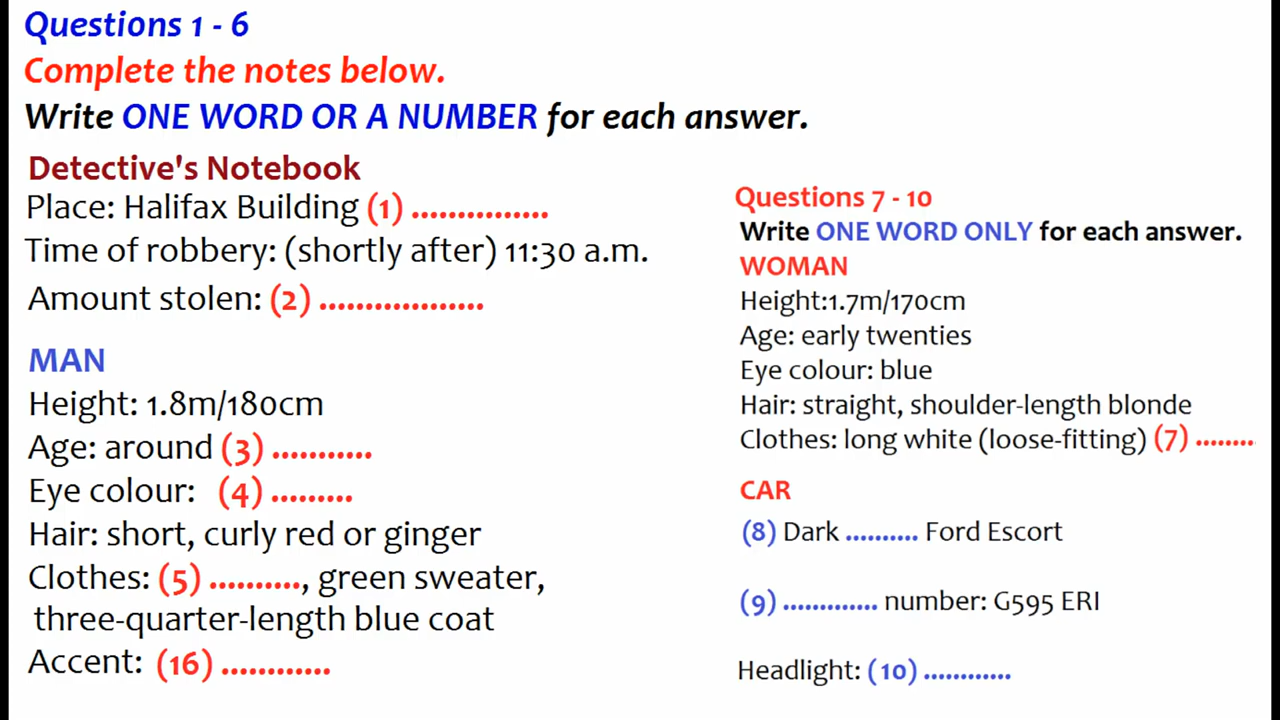 Questions 1 - 6
Complete the notes below.
Write ONE WORD OR A NUMBER for each answer.
Detective's Notebook
Place: Halifax Building (1) ...............
Time of robbery: (shortly after) 11:30 a.m.
Amount stolen: (2) ..................
MAN
Height: 1.8m/180cm
Age: around (3) ...........
Eye colour: (4) .........
Hair: short, curly red or ginger
Clothes: (5) .........., green sweater,
three-quarter-length blue coat
Accent: (16) ............
Questions 7 - 10
Write ONE WORD ONLY for each answer.
WOMAN
Height:1.7m/170cm
Age: early twenties
Eye colour: blue
Hair: straight, shoulder-length blonde
Clothes: long white (loose-fitting) (7) .........
CAR
(8) Dark .......... Ford Escort
(9) ............. number: G595 ERI
Headlight: (10) ............